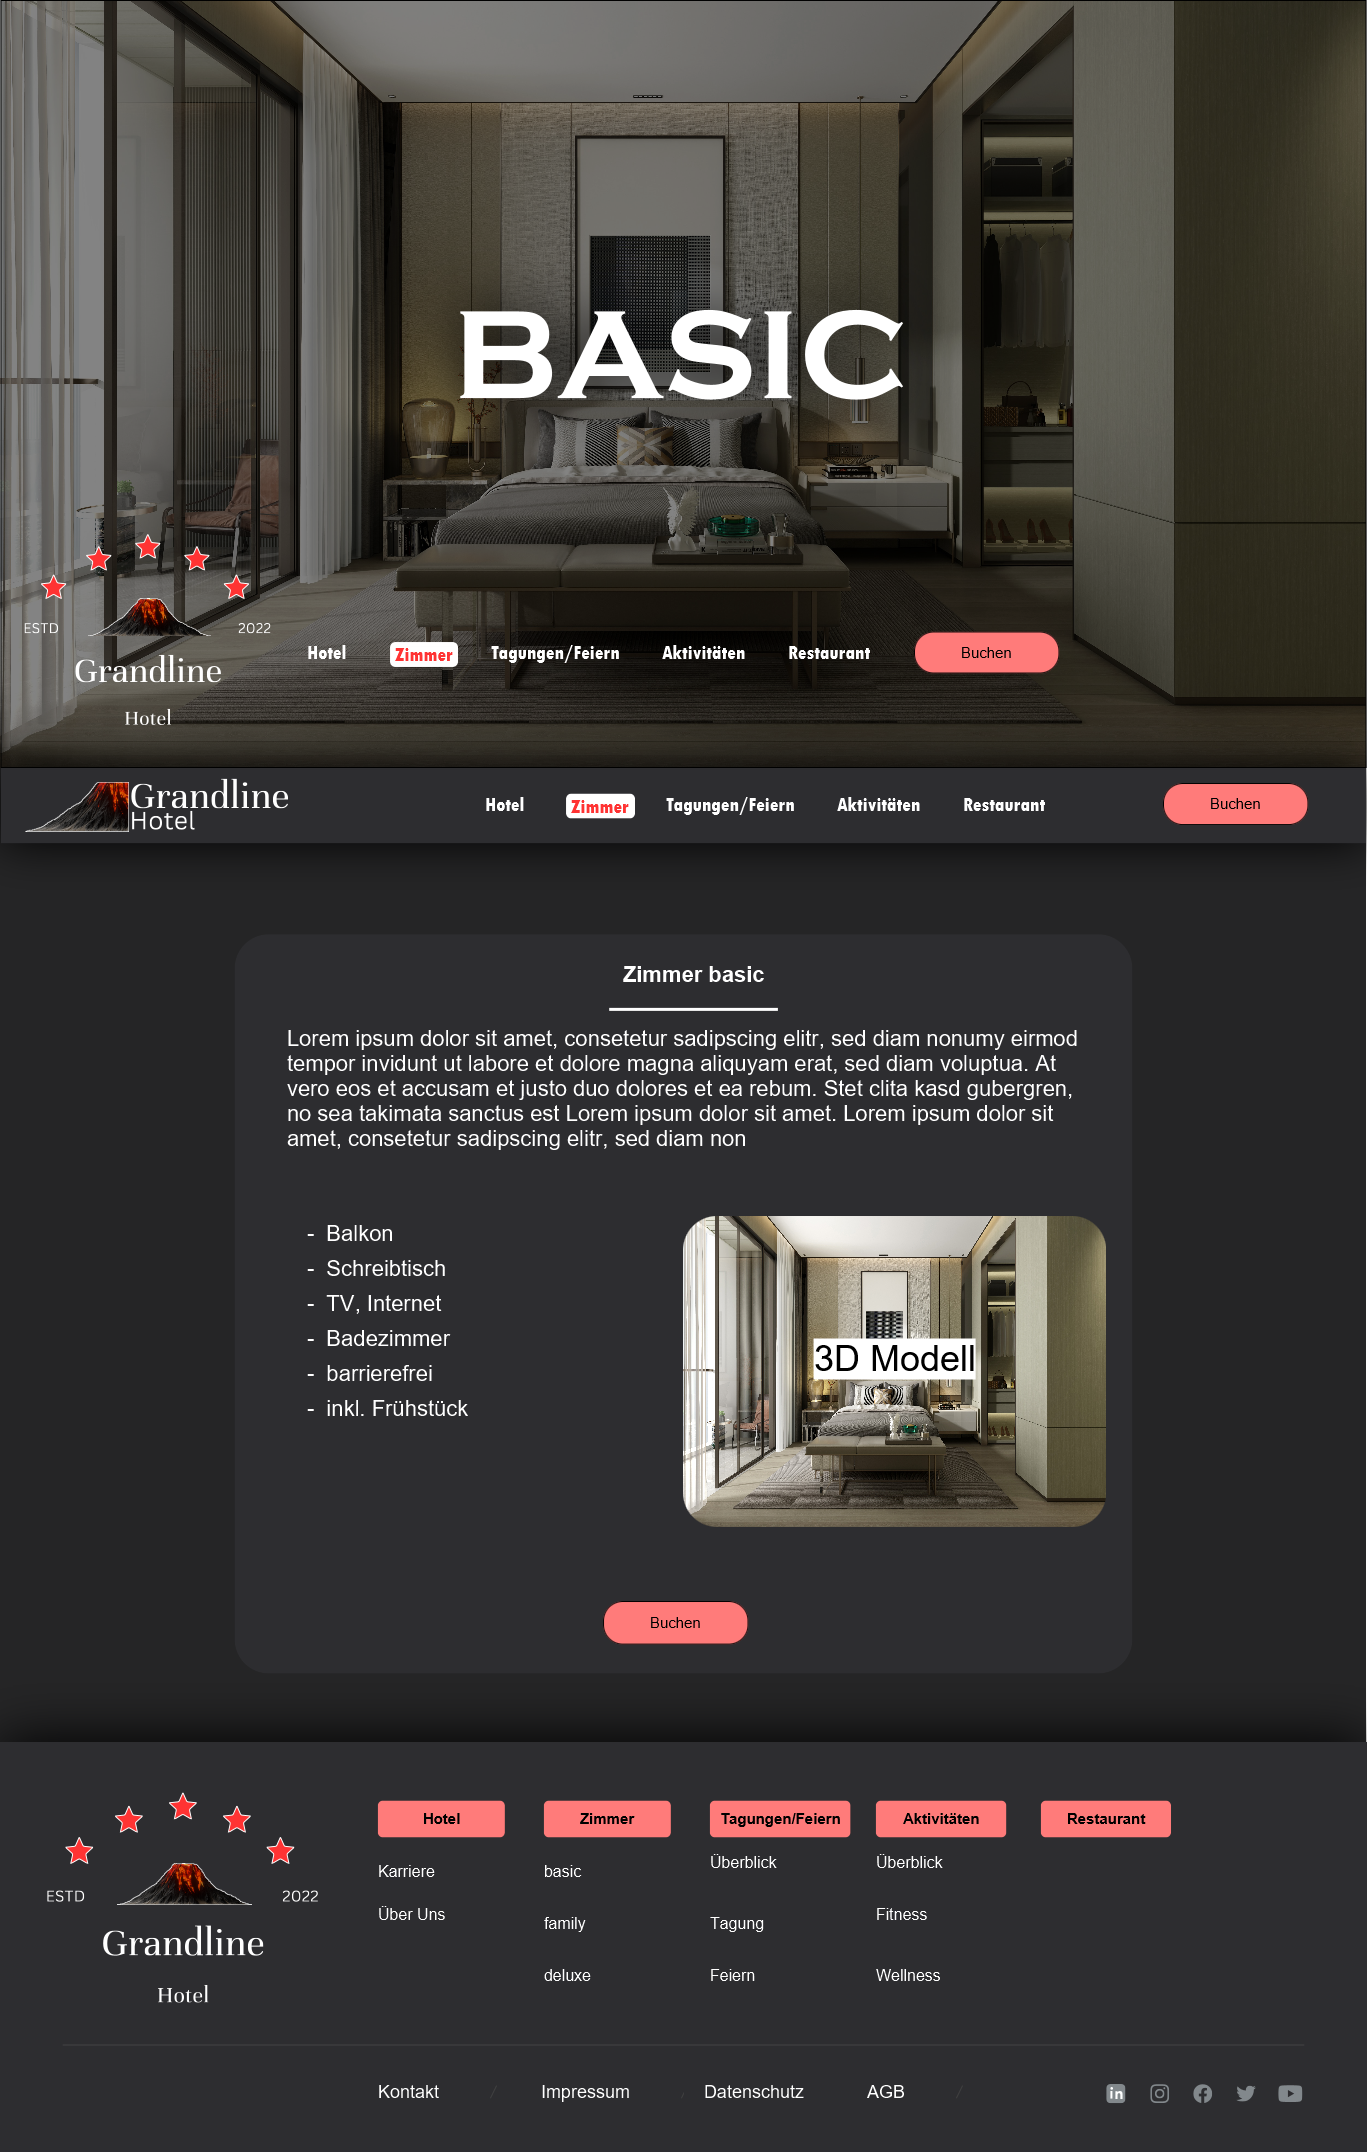 BASIC
ESTD 2022
Grandline
Hotel
Hotel Zimmer Tagungen/Feiern Aktivitäten Restaurant Buchen
Grandline
Hotel
Hotel Zimmer Tagungen/Feiern Aktivitäten Restaurant Buchen
Zimmer basic
Lorem ipsum dolor sit amet, consetetur sadipscing elitr, sed diam nonumy eirmod
tempor invidunt ut labore et dolore magna aliquyam erat, sed diam voluptua. At
vero eos et accusam et justo duo dolores et ea rebum. Stet clita kasd gubergren,
no sea takimata sanctus est Lorem ipsum dolor sit amet. Lorem ipsum dolor sit
amet, consetetur sadipscing elitr, sed diam non
- Balkon
- Schreibtisch
- TV, Internet
- Badezimmer
- barrierefrei
- inkl. Frühstück
3D Modell
Buchen
ESTD 2022
Grandline
Hotel
Hotel
Karriere
Über Uns
Zimmer
basic
family
deluxe
Tagungen/Feiern
Überblick
Tagung
Feiern
Aktivitäten
Überblick
Fitness
Wellness
Restaurant
Kontakt / Impressum / Datenschutz AGB /